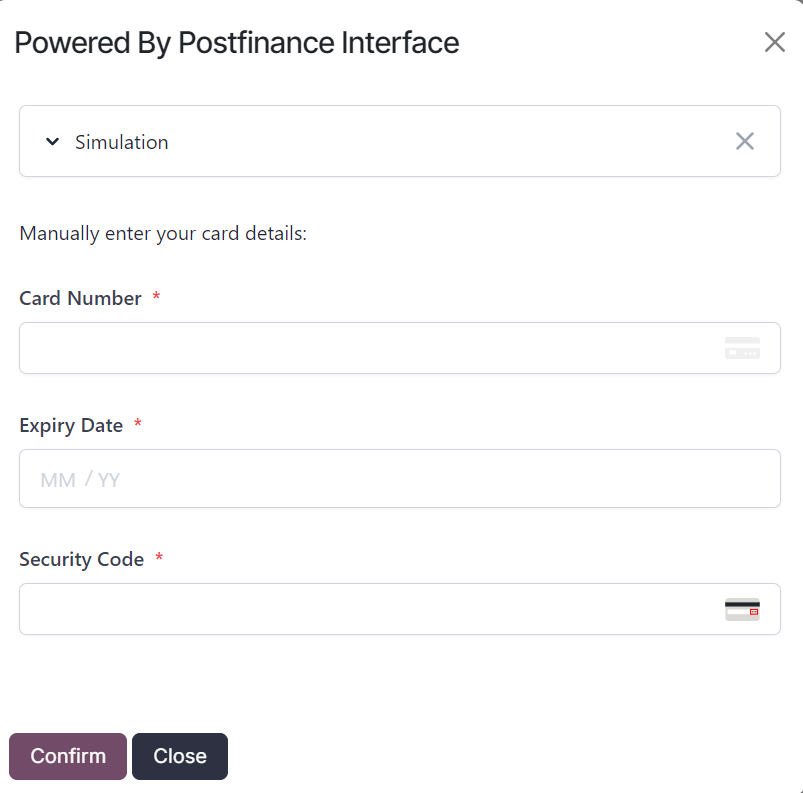 Powered By Postfinance Interface
Simulation
Manually enter your card details:
Card Number *
Expiry Date *
MM / YY
Security Code *
Confirm Close